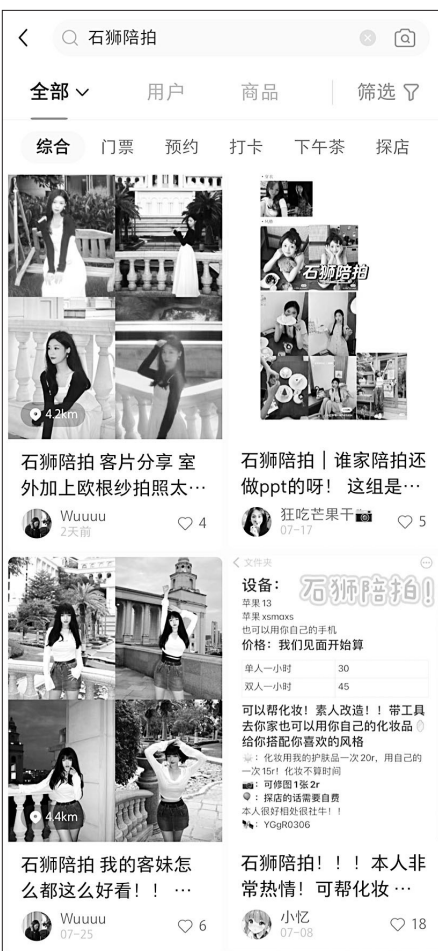 石狮陪拍
全部
用户
商品
筛选
综合
门票
预约
打卡
下午茶
探店
4.2km
石狮陪拍 客片分享 室
外加上欧根纱拍照太…
Wuuuu
2天前
4
石狮陪拍
石狮陪拍｜谁家陪拍还
做ppt的呀！ 这组是…
狂吃芒果干
07-17
5
4.4km
石狮陪拍 我的客妹怎
么都这么好看！！ …
Wuuuu
07-25
6
文件夹
设备：
石狮陪拍！
苹果13
苹果xsmaxs
也可以用你自己的手机
价格：我们见面开始算
单人一小时 30
双人一小时 45
可以帮化妆！素人改造！！带工具
去你家也可以用你自己的化妆品
给你搭配你喜欢的风格
：化妆用我的护肤品一次20r，用自己的
一次15r！化妆不算时间
：可修图1张2r
：探店的话需要自费
本人很好相处很社牛！！
：YGgR0306
石狮陪拍！！！本人非
常热情！可帮化妆…
小忆
07-08
18